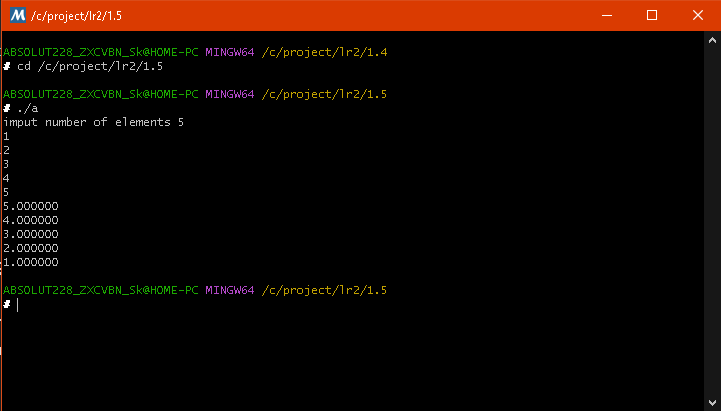 M /c/project/lr2/1.5
ABSOLUT228_ZXCVBN_Sk@HOME-PC MINGW64 /c/project/lr2/1.4
# cd /c/project/lr2/1.5
ABSOLUT228_ZXCVBN_Sk@HOME-PC MINGW64 /c/project/lr2/1.5
# ./a
imput number of elements 5
1
2
3
4
5
5.000000
4.000000
3.000000
2.000000
1.000000
ABSOLUT228_ZXCVBN_Sk@HOME-PC MINGW64 /c/project/lr2/1.5
#